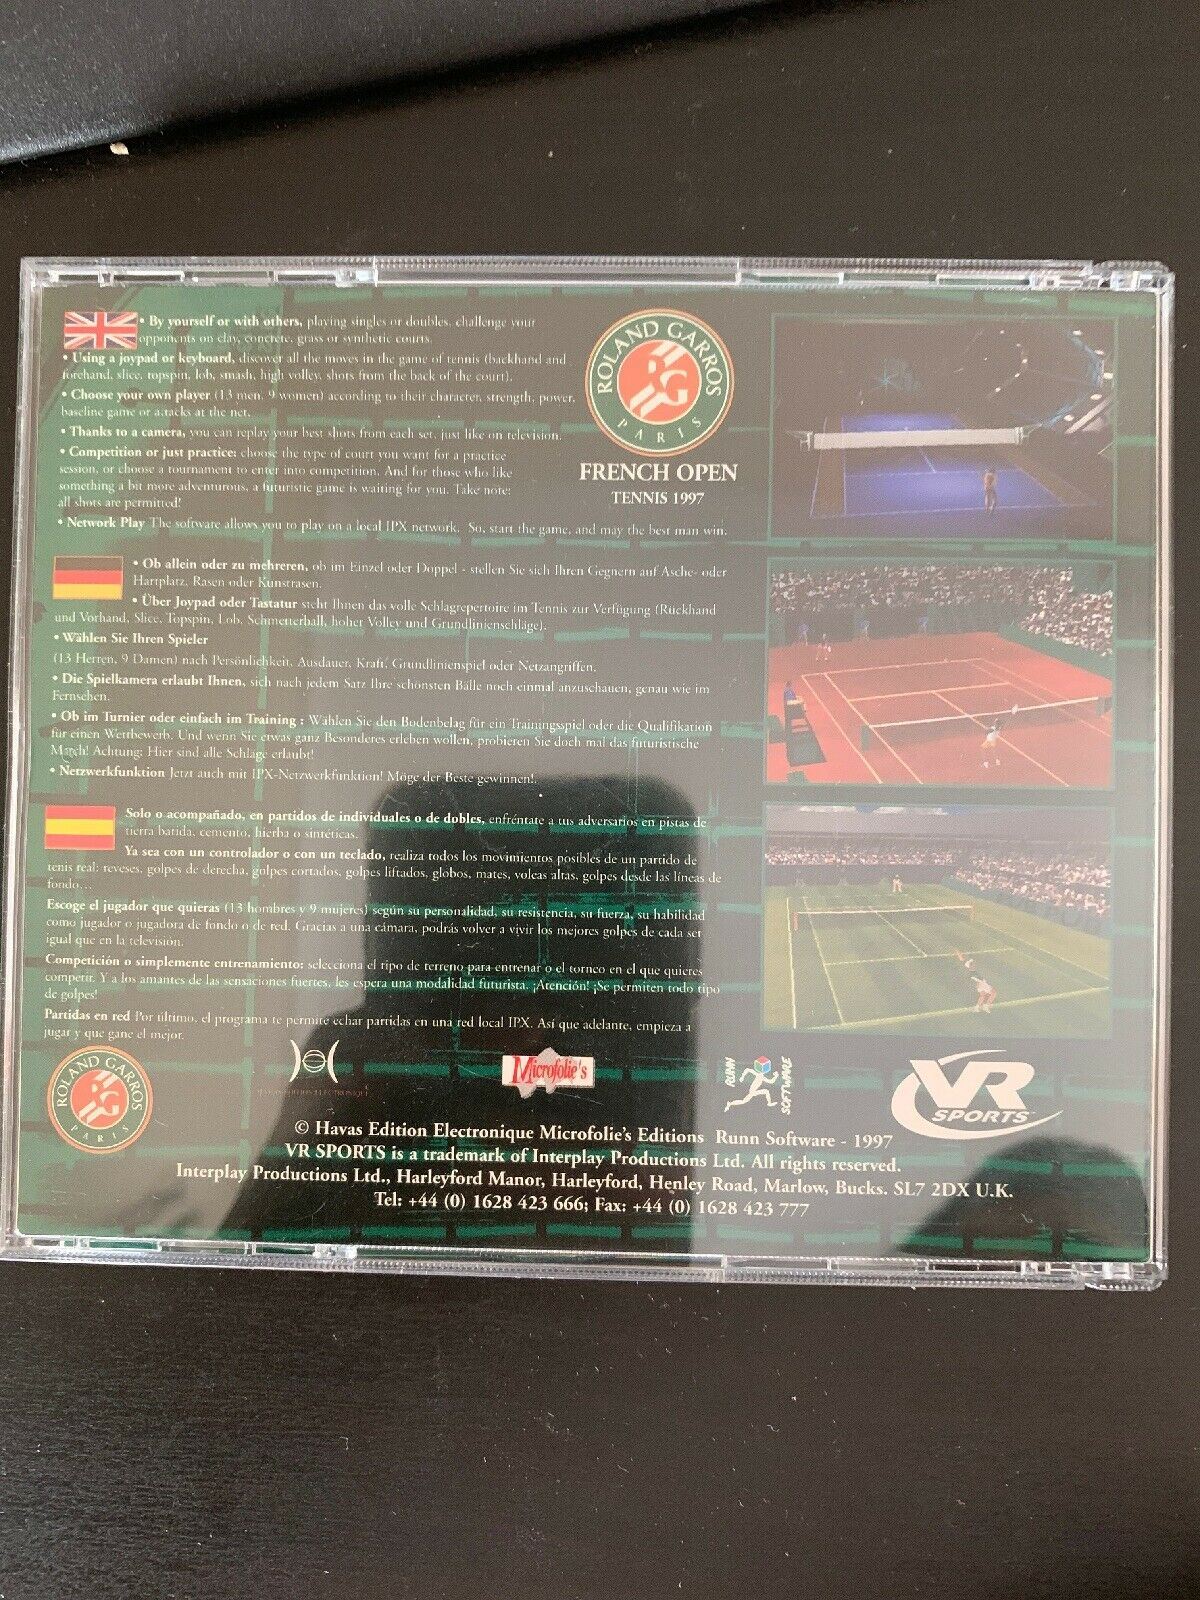 • By yourself or with others, playing singles or doubles, challenge your
opponents on clay, concrete, grass or synthetic courts.
• Using a joypad or keyboard, discover all the moves in the game of tennis (backhand and
forehand, slice, topspin, lob, smash, high volley, shots from the back of the court).
• Choose your own player (13 men, 9 women) according to their character, strength, power,
baseline game or attacks at the net.
• Thanks to a camera, you can replay your best shots from each set, just like on television.
• Competition or just practice: choose the type of court you want for a practice
session, or choose a tournament to enter into competition. And for those who like
something a bit more adventurous, a futuristic game is waiting for you. Take note:
all shots are permitted!
• Network Play The software allows you to play on a local IPX network. So, start the game, and may the best man win.
ROLAND GARROS
PARIS
FRENCH OPEN
TENNIS 1997
• Ob allein oder zu mehreren, ob im Einzel oder Doppel - stellen Sie sich Ihren Gegnern auf Asche- oder
Hartplatz, Rasen oder Kunstrasen.
• Über Joypad oder Tastatur steht Ihnen das volle Schlagrepertoire im Tennis zur Verfügung (Rückhand
und Vorhand, Slice, Topspin, Lob, Schmetterball, hoher Volley und Grundlinienschläge).
• Wählen Sie Ihren Spieler
(13 Herren, 9 Damen) nach Persönlichkeit, Ausdauer, Kraft, Grundlinienspiel oder Netzangriffen.
• Die Spielkamera erlaubt Ihnen, sich nach jedem Satz Ihre schönsten Bälle noch einmal anzuschauen, genau wie im
Fernsehen.
• Ob im Turnier oder einfach im Training : Wählen Sie den Bodenbelag für ein Trainingsspiel oder die Qualifikation
für einen Wettbewerb. Und wenn Sie etwas ganz Besonderes erleben wollen, probieren Sie doch mal das futuristische
Match! Achtung: Hier sind alle Schläge erlaubt!
• Netzwerkfunktion Jetzt auch mit IPX-Netzwerkfunktion! Möge der Beste gewinnen!.
Solo o acompañado, en partidos de individuales o de dobles, enfréntate a tus adversarios en pistas de
tierra batida, cemento, hierba o sintéticas.
Ya sea con un controlador o con un teclado, realiza todos los movimientos posibles de un partido de
tenis real: reveses, golpes de derecha, golpes cortados, golpes liftados, globos, mates, voleas altas, golpes desde las líneas de
fondo...
Escoge el jugador que quieras (13 hombres y 9 mujeres) según su personalidad, su resistencia, su fuerza, su habilidad
como jugador o jugadora de fondo o de red. Gracias a una cámara, podrás volver a vivir los mejores golpes de cada set
igual que en la televisión.
Competición o simplemente entrenamiento: selecciona el tipo de terreno para entrenar o el torneo en el que quieres
competir. Y a los amantes de las sensaciones fuertes, les espera una modalidad futurista. ¡Atención! ¡Se permiten todo tipo
de golpes!
Partidas en red Por último, el programa te permite echar partidas en una red local IPX. Así que adelante, empieza a
jugar y que gane el mejor.
ROLAND GARROS
PARIS
Microfolie's
RUNN
SOFTWARE
VR
SPORTS™
© Havas Edition Electronique Microfolie's Editions Runn Software - 1997
VR SPORTS is a trademark of Interplay Productions Ltd. All rights reserved.
Interplay Productions Ltd., Harleyford Manor, Harleyford, Henley Road, Marlow, Bucks. SL7 2DX U.K.
Tel: +44 (0) 1628 423 666; Fax: +44 (0) 1628 423 777